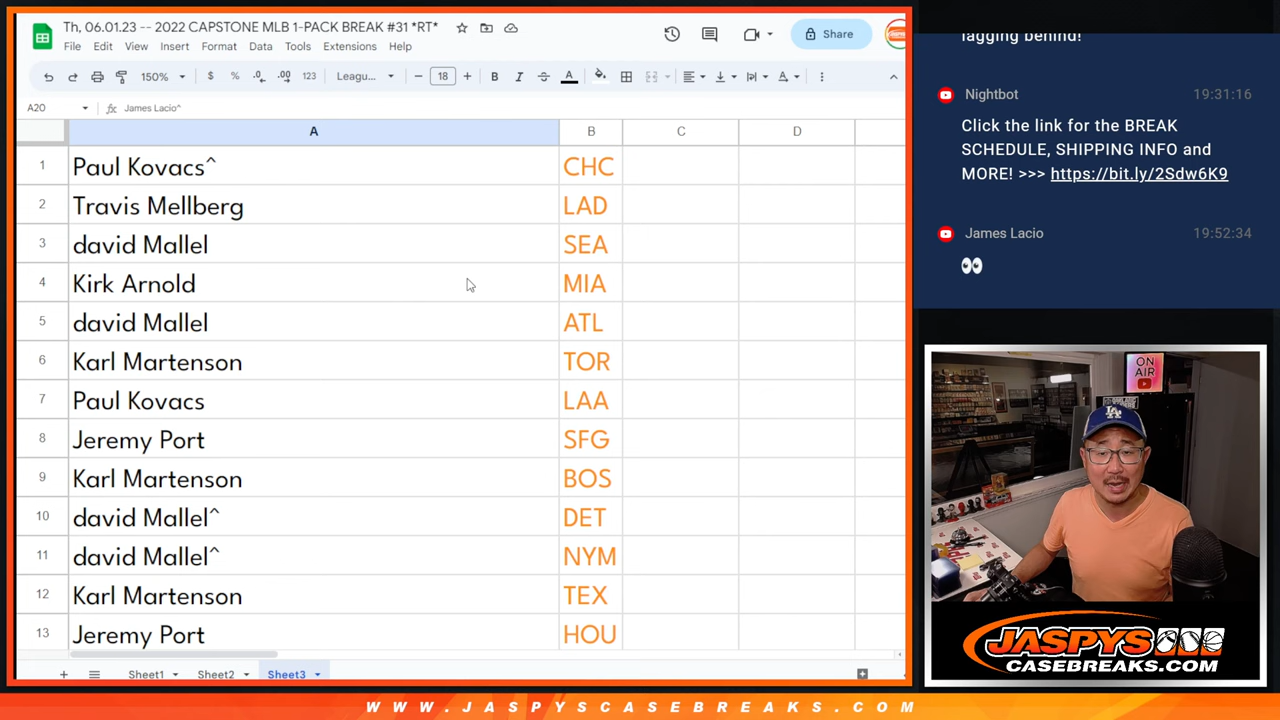 Th, 06.01.23 -- 2022 CAPSTONE MLB 1-PACK BREAK #31 *RT*
File Edit View Insert Format Data Tools Extensions Help
Share
150% $ % .0 .00 123 Leagu... − 18 + B I A
A20 fx James Lacio^
A B C D
1 Paul Kovacs^ CHC
2 Travis Mellberg LAD
3 david Mallel SEA
4 Kirk Arnold MIA
5 david Mallel ATL
6 Karl Martenson TOR
7 Paul Kovacs LAA
8 Jeremy Port SFG
9 Karl Martenson BOS
10 david Mallel^ DET
11 david Mallel^ NYM
12 Karl Martenson TEX
13 Jeremy Port HOU
Sheet1 Sheet2 Sheet3
lagging behind!
Nightbot 19:31:16
Click the link for the BREAK
SCHEDULE, SHIPPING INFO and
MORE! >>> https://bit.ly/2Sdw6K9
James Lacio 19:52:34
ON
AIR
LA
JASPYS
CASEBREAKS.COM
WWW.JASPYSCASEBREAKS.COM